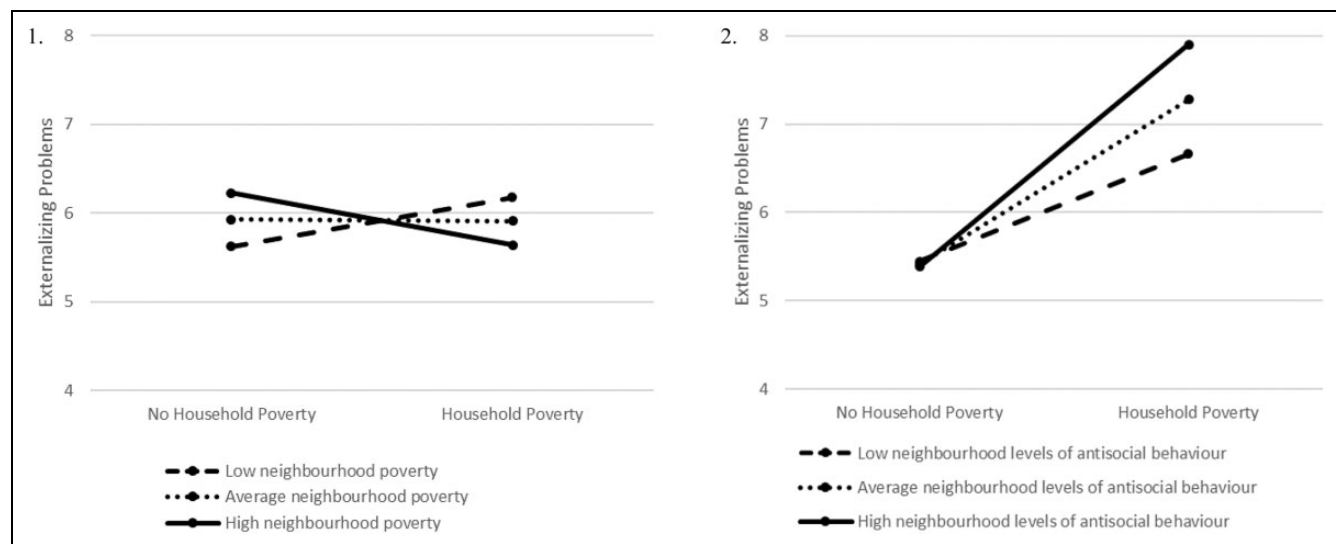 1.
8
7
6
5
4
Externalizing Problems
No Household Poverty
Household Poverty
Low neighbourhood poverty
Average neighbourhood poverty
High neighbourhood poverty
2.
8
7
6
5
4
Externalizing Problems
No Household Poverty
Household Poverty
Low neighbourhood levels of antisocial behaviour
Average neighbourhood levels of antisocial behaviour
High neighbourhood levels of antisocial behaviour